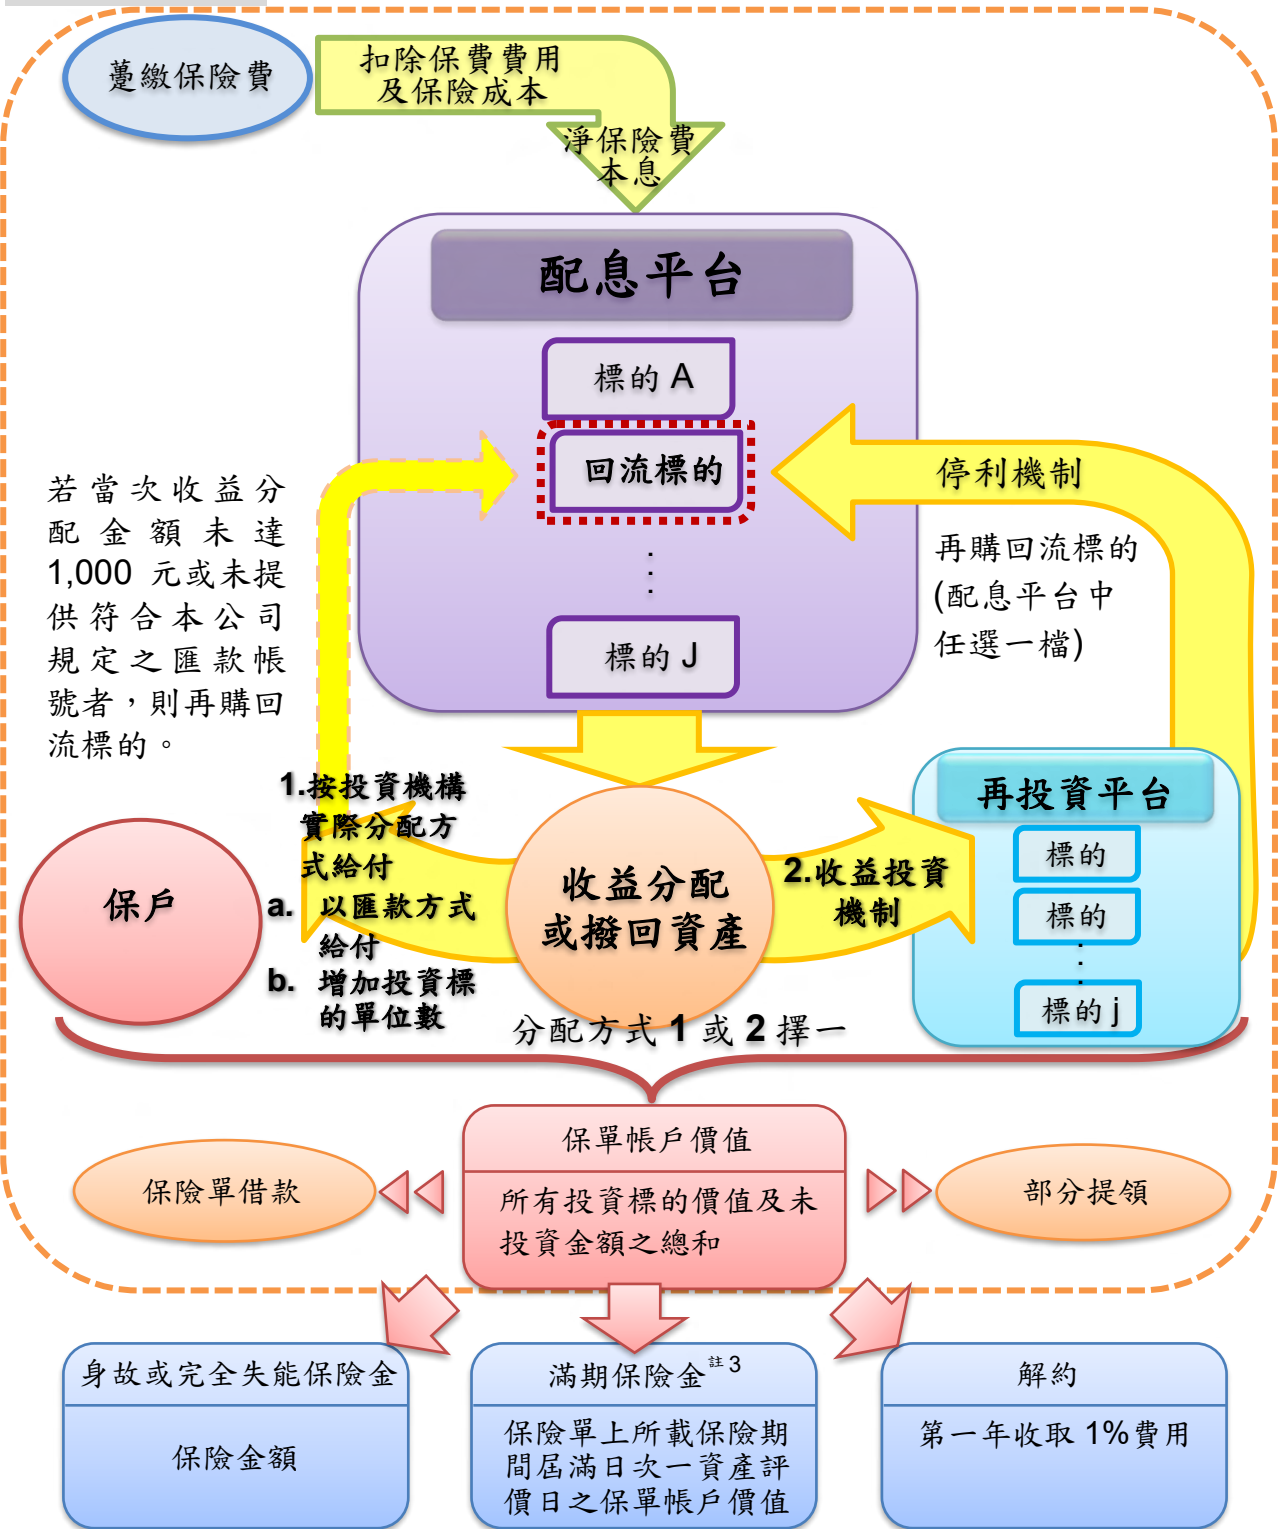 躉繳保險費
扣除保費費用
及保險成本
淨保險費
本息
配息平台
標的 A
回流標的
停利機制
若當次收益分
配金額未達
1,000 元或未提
供符合本公司
規定之匯款帳
號者，則再購回
流標的。
再購回流標的
(配息平台中
任選一檔)
標的 J
1.按投資機構
實際分配方
式給付
a. 以匯款方式
給付
b. 增加投資標
的單位數
保戶
收益分配
或撥回資產
2.收益投資
機制
再投資平台
標的
標的
標的 j
分配方式 1 或 2 擇一
保單帳戶價值
所有投資標的價值及未
投資金額之總和
保險單借款
部分提領
身故或完全失能保險金
保險金額
滿期保險金註 3
保險單上所載保險期
間屆滿日次一資產評
價日之保單帳戶價值
解約
第一年收取 1%費用